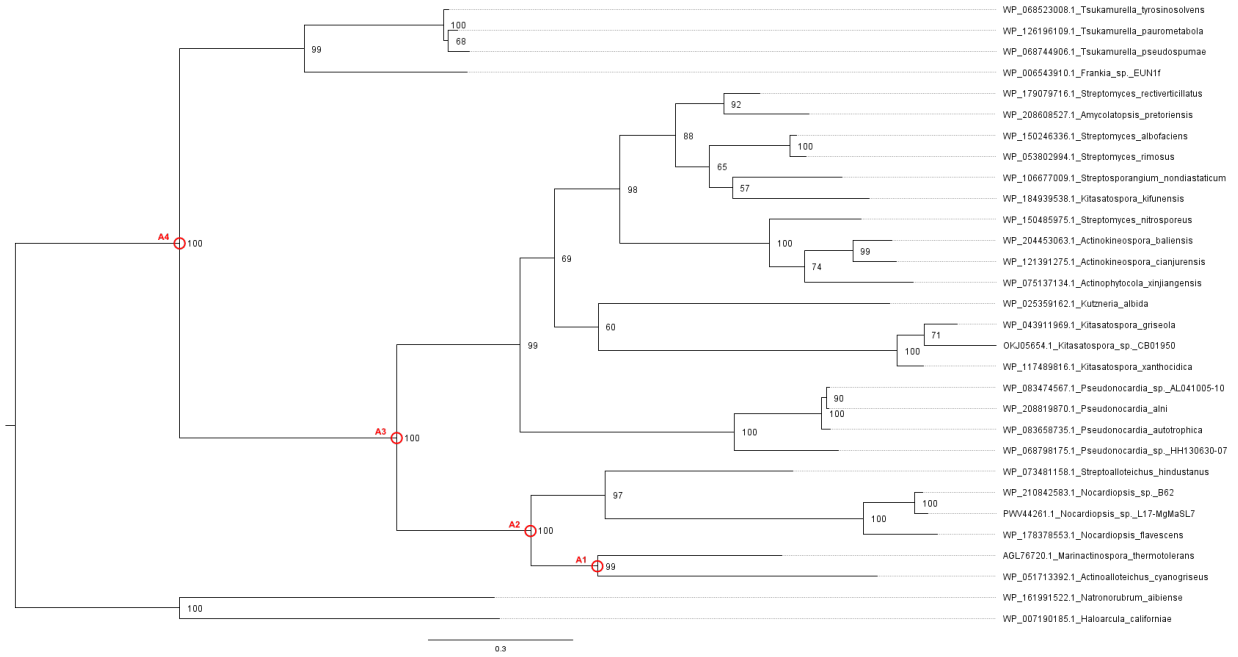 WP_068523008.1_Tsukamurella_tyrosinosolvens
100
WP_126196109.1_Tsukamurella_paurometabola
68
99
WP_068744906.1_Tsukamurella_pseudospumae
WP_006543910.1_Frankia_sp._EUN1f
WP_179079716.1_Streptomyces_rectiverticillatus
92
WP_208608527.1_Amycolatopsis_pretoriensis
88
WP_150246336.1_Streptomyces_albofaciens
100
WP_053802994.1_Streptomyces_rimosus
65
WP_106677009.1_Streptosporangium_nondiastaticum
57
98
WP_184939538.1_Kitasatospora_kifunensis
WP_150485975.1_Streptomyces_nitrosporeus
A4
100
100
WP_204453063.1_Actinokineospora_baliensis
99
69
WP_121391275.1_Actinokineospora_cianjurensis
74
WP_075137134.1_Actinophytocola_xinjiangensis
WP_025359162.1_Kutzneria_albida
WP_043911969.1_Kitasatospora_griseola
60
71
99
OKJ05654.1_Kitasatospora_sp._CB01950
100
WP_117489816.1_Kitasatospora_xanthocidica
WP_083474567.1_Pseudonocardia_sp._AL041005-10
90
WP_208819870.1_Pseudonocardia_alni
100
WP_083658735.1_Pseudonocardia_autotrophica
A3
100
100
WP_068798175.1_Pseudonocardia_sp._HH130630-07
WP_073481158.1_Streptoalloteichus_hindustanus
97
WP_210842583.1_Nocardiopsis_sp._B62
100
PWV44261.1_Nocardiopsis_sp._L17-MgMaSL7
100
A2
100
WP_178378553.1_Nocardiopsis_flavescens
AGL76720.1_Marinactinospora_thermotolerans
A1
99
WP_051713392.1_Actinoalloteichus_cyanogriseus
WP_161991522.1_Natronorubrum_aibiense
100
WP_007190185.1_Haloarcula_californiae
0.3